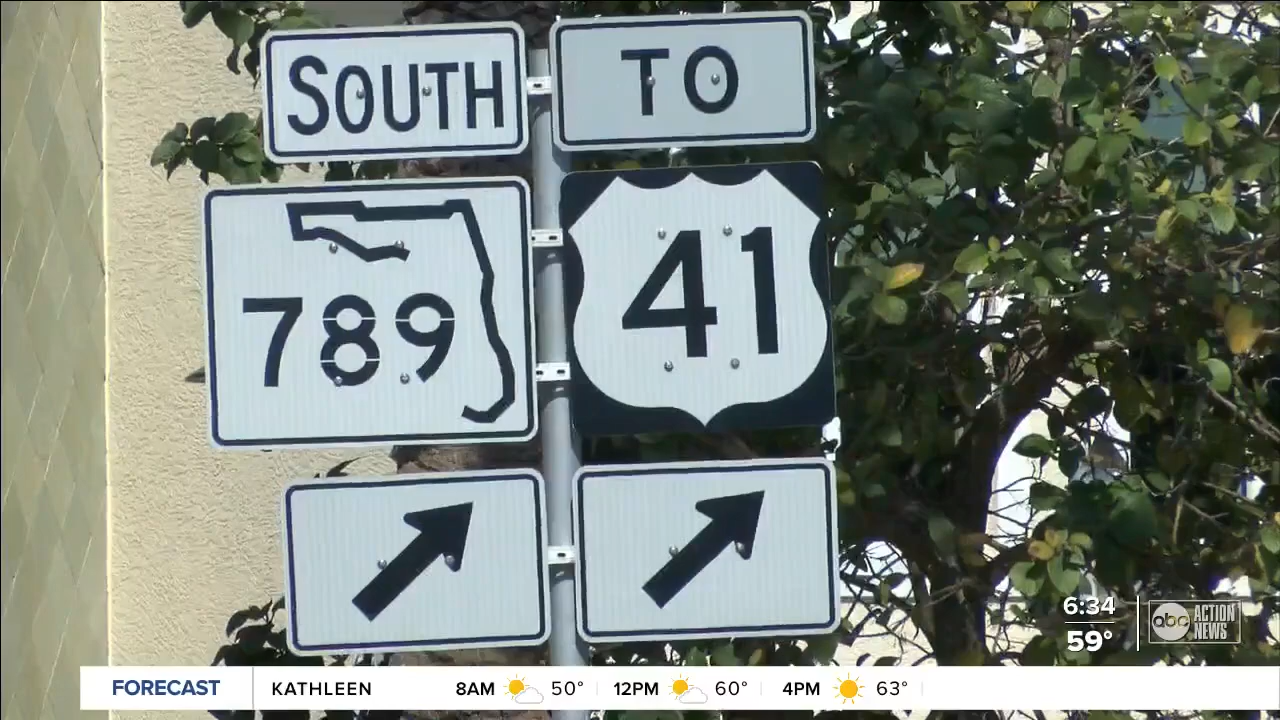 SOUTH
TO
789
41
6:34
59°
abc ACTION NEWS
FORECAST KATHLEEN 8AM 50° 12PM 60° 4PM 63°